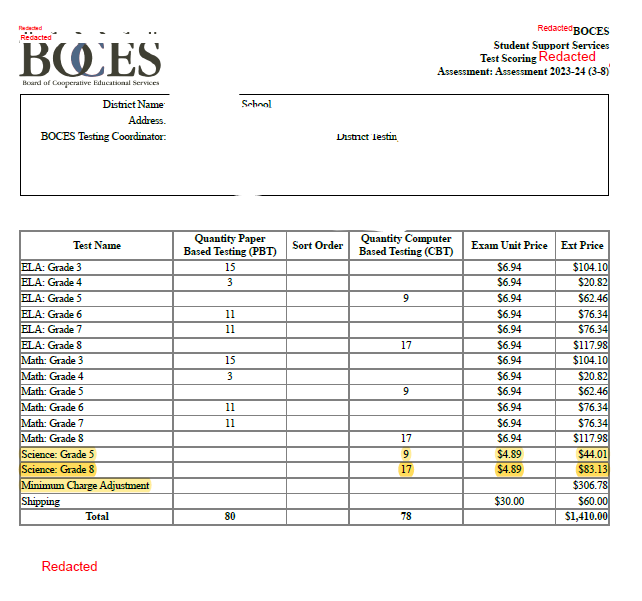 Redacted
Redacted
BOCES
Board of Cooperative Educational Services
Redacted BOCES
Student Support Services
Test Scoring Redacted
Assessment: Assessment 2023-24 (3-8)
District Name School
Address.
BOCES Testing Coordinator: District Testin
Test Name Quantity Paper Based Testing (PBT) Sort Order Quantity Computer Based Testing (CBT) Exam Unit Price Ext Price
ELA: Grade 3 15 $6.94 $104.10
ELA: Grade 4 3 $6.94 $20.82
ELA: Grade 5 9 $6.94 $62.46
ELA: Grade 6 11 $6.94 $76.34
ELA: Grade 7 11 $6.94 $76.34
ELA: Grade 8 17 $6.94 $117.98
Math: Grade 3 15 $6.94 $104.10
Math: Grade 4 3 $6.94 $20.82
Math: Grade 5 9 $6.94 $62.46
Math: Grade 6 11 $6.94 $76.34
Math: Grade 7 11 $6.94 $76.34
Math: Grade 8 17 $6.94 $117.98
Science: Grade 5 9 $4.89 $44.01
Science: Grade 8 17 $4.89 $83.13
Minimum Charge Adjustment $306.78
Shipping $30.00 $60.00
Total 80 78 $1,410.00
Redacted